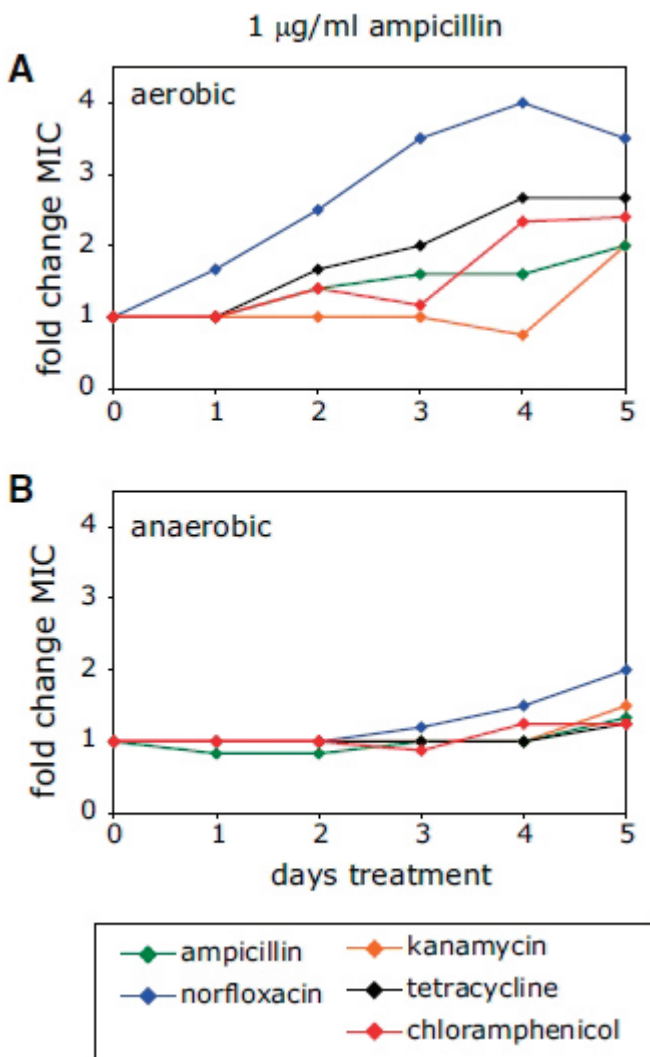 1 μg/ml ampicillin
A
aerobic
fold change MIC
4
3
2
1
0
0 1 2 3 4 5
B
anaerobic
fold change MIC
4
3
2
1
0
0 1 2 3 4 5
days treatment
ampicillin
kanamycin
norfloxacin
tetracycline
chloramphenicol